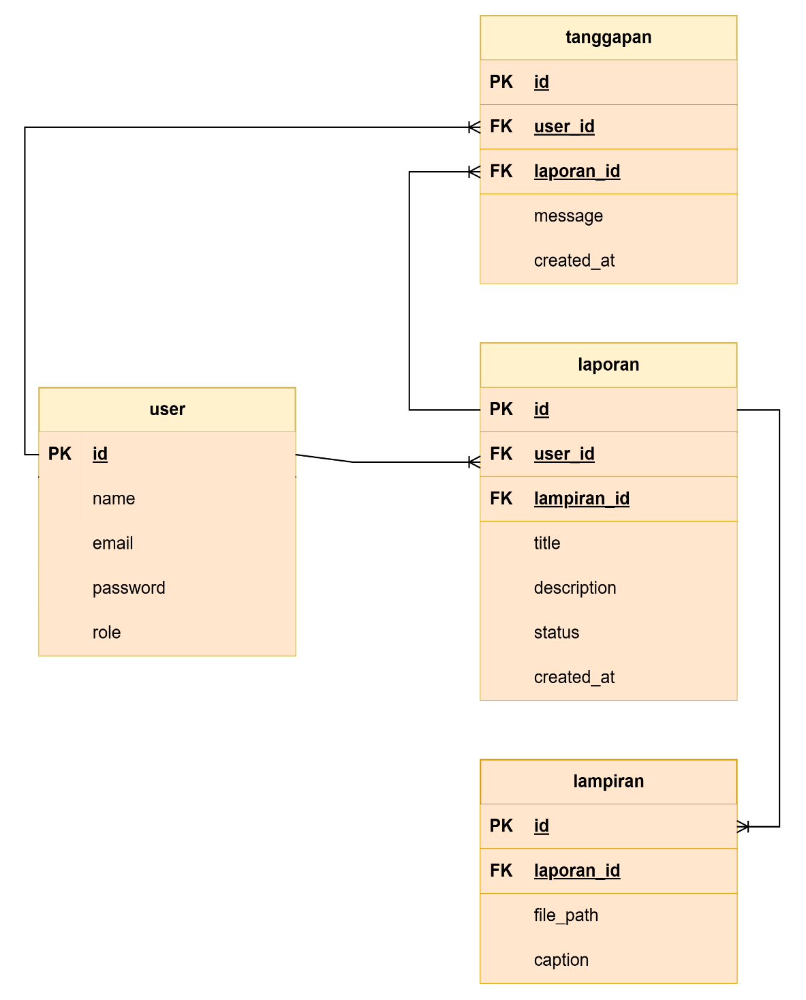 tanggapan
PK id
FK user_id
FK laporan_id
message
created_at
laporan
PK id
FK user_id
FK lampiran_id
title
description
status
created_at
user
PK id
name
email
password
role
lampiran
PK id
FK laporan_id
file_path
caption